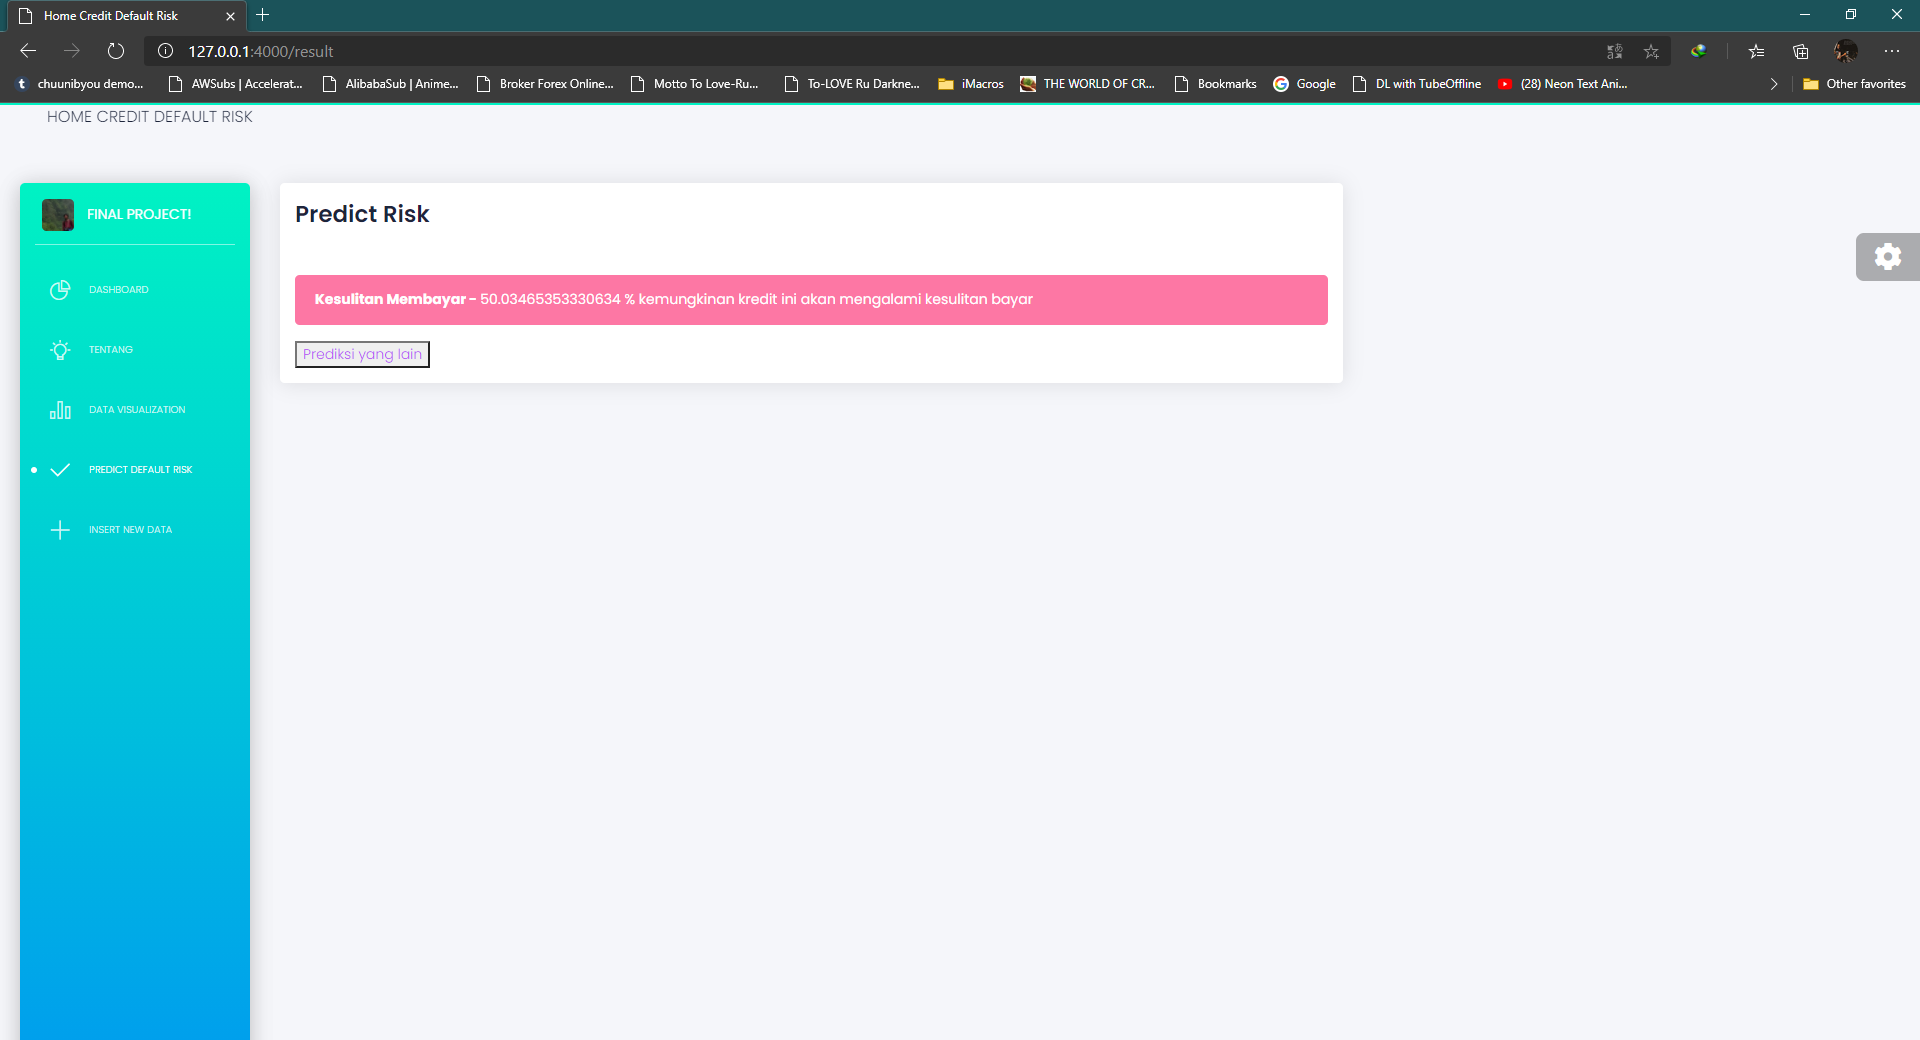 Home Credit Default Risk
127.0.0.1:4000/result
chuunibyou demo...
AWSubs | Accelerat...
AlibabaSub | Anime...
Broker Forex Online...
Motto To Love-Ru...
To-LOVE Ru Darkne...
iMacros
THE WORLD OF CR...
Bookmarks
Google
DL with TubeOffline
(28) Neon Text Ani...
Other favorites
HOME CREDIT DEFAULT RISK
FINAL PROJECT!
DASHBOARD
TENTANG
DATA VISUALIZATION
PREDICT DEFAULT RISK
INSERT NEW DATA
Predict Risk
Kesulitan Membayar - 50.03465353330634 % kemungkinan kredit ini akan mengalami kesulitan bayar
Prediksi yang lain